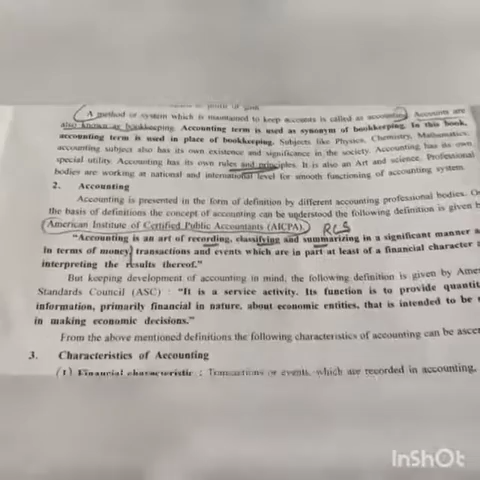 A method or system which is maintained to keep accounts is called as accounting. Accounts are
also known as bookkeeping. Accounting term is used as synonym of bookkeeping. In this book,
accounting term is used in place of bookkeeping. Subjects like Physics, Chemistry, Mathematics,
accounting subject also has its own existence and significance in the society. Accounting has its own
special utility. Accounting has its own rules and principles. It is also an Art and science. Professional
bodies are working at national and international level for smooth functioning of accounting system.
2. Accounting
Accounting is presented in the form of definition by different accounting professional bodies. On
the basis of definitions the concept of accounting can be understood the following definition is given b
American Institute of Certified Public Accountants (AICPA). RCS
"Accounting is an art of recording, classifying and summarizing in a significant manner a
in terms of money, transactions and events which are in part at least of a financial character a
interpreting the results thereof."
But keeping development of accounting in mind, the following definition is given by Amer
Standards Council (ASC) : "It is a service activity. Its function is to provide quantit
information, primarily financial in nature, about economic entities, that is intended to be
in making economic decisions."
From the above mentioned definitions the following characteristics of accounting can be ascer
3. Characteristics of Accounting
(1) Financial characteristic : Transactions or events, which are recorded in accounting,
InShOt